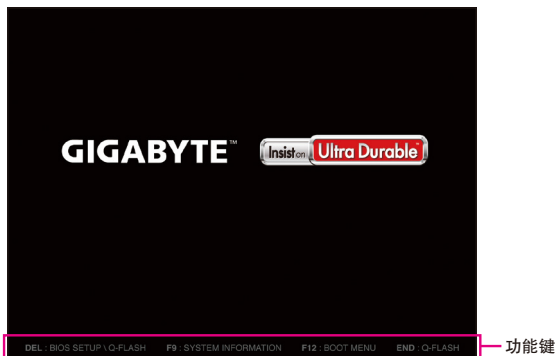 GIGABYTE™
Insist on Ultra Durable™
DEL : BIOS SETUP \ Q-FLASH F9 : SYSTEM INFORMATION F12 : BOOT MENU END : Q-FLASH
功能键